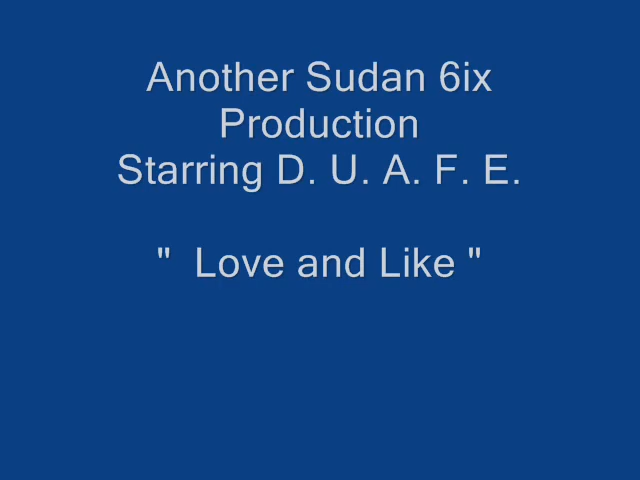 Another Sudan 6ix
Production
Starring D. U. A. F. E.
"  Love and Like "